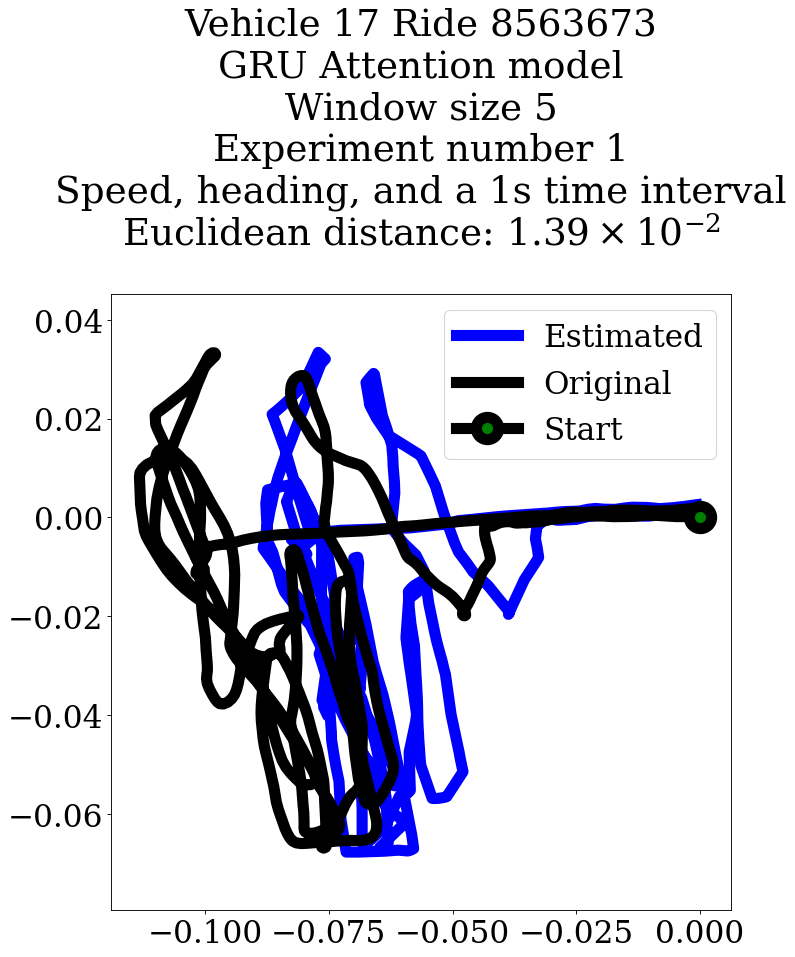 Vehicle 17 Ride 8563673
GRU Attention model
Window size 5
Experiment number 1
Speed, heading, and a 1s time interval
Euclidean distance: 1.39 × 10⁻²
Estimated
Original
Start
0.04
0.02
0.00
−0.02
−0.04
−0.06
−0.100 −0.075 −0.050 −0.025 0.000